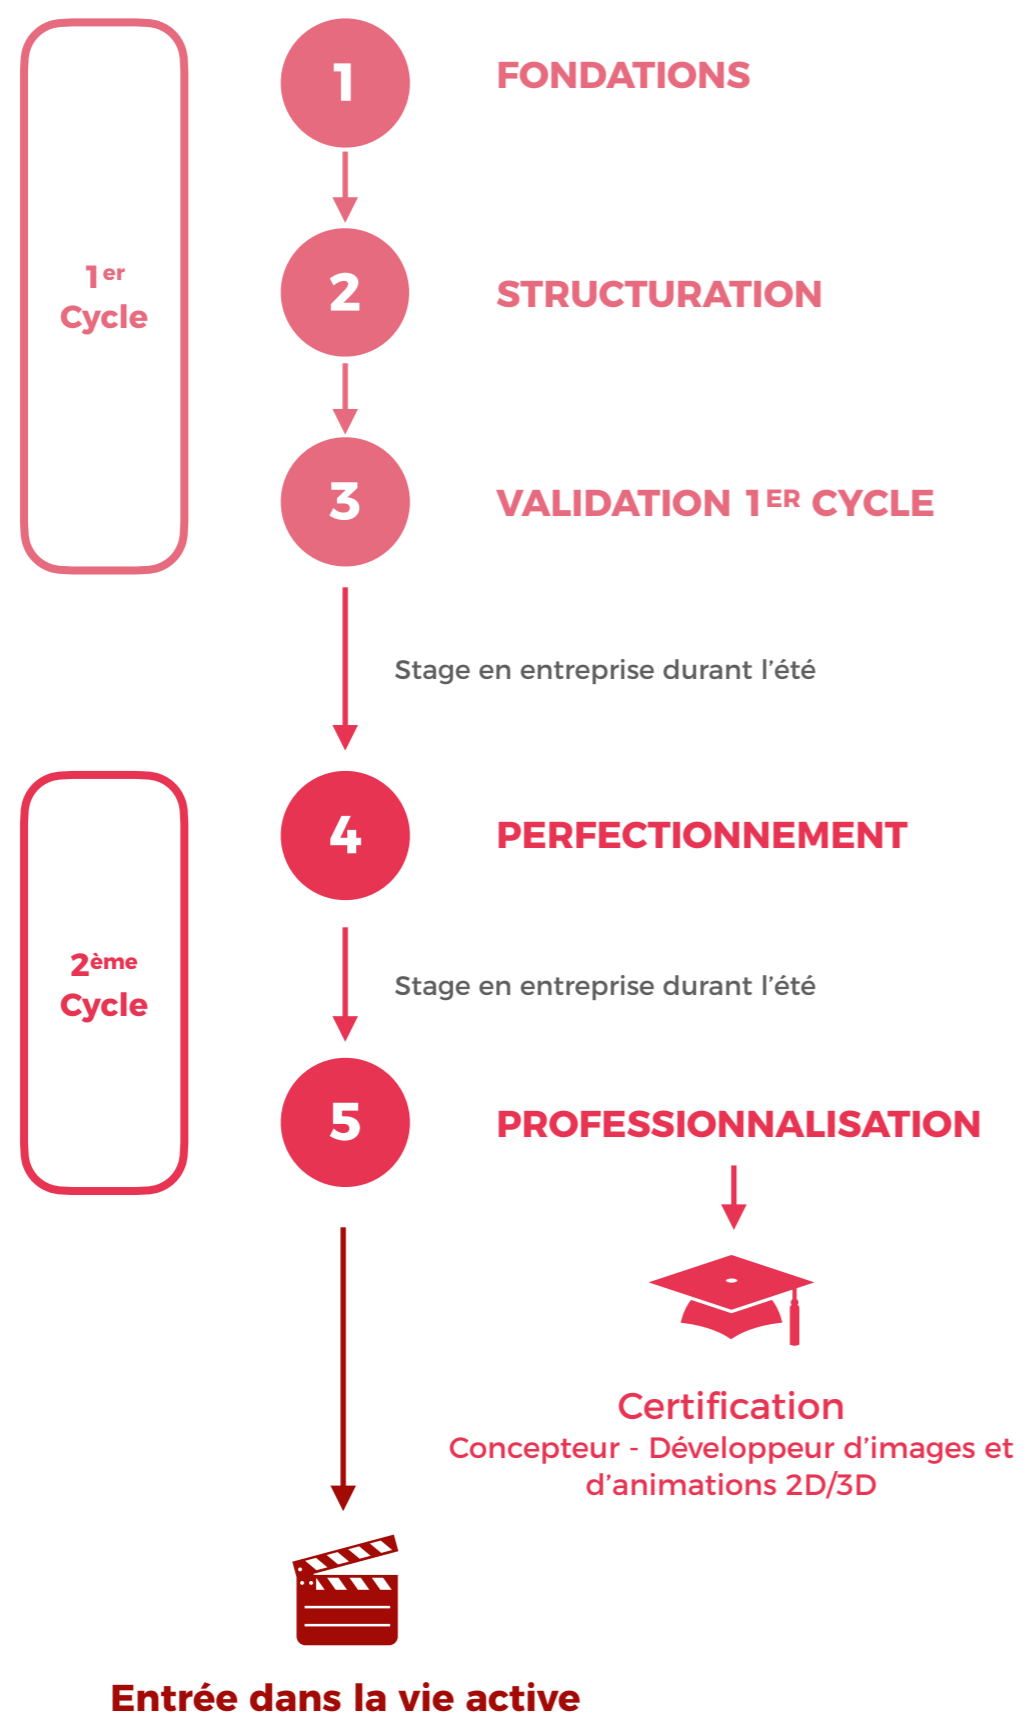 1
FONDATIONS
2
STRUCTURATION
1er
Cycle
3
VALIDATION 1ER CYCLE
Stage en entreprise durant l’été
4
PERFECTIONNEMENT
2ème
Cycle
Stage en entreprise durant l’été
5
PROFESSIONNALISATION
Certification
Concepteur - Développeur d’images et
d’animations 2D/3D
Entrée dans la vie active